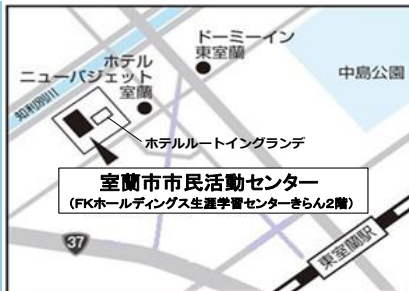 ドーミーイン
東室蘭
ホテル
ニューバジェット
室蘭
中島公園
知利別川
ホテルルートイングランデ
室蘭市市民活動センター
(FKホールディングス生涯学習センターきらん2階)
37
東室蘭駅